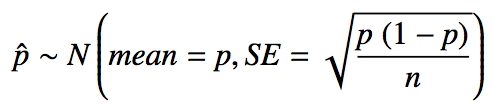 p̂ ~ N(mean = p, SE = √(p (1 − p) / n))